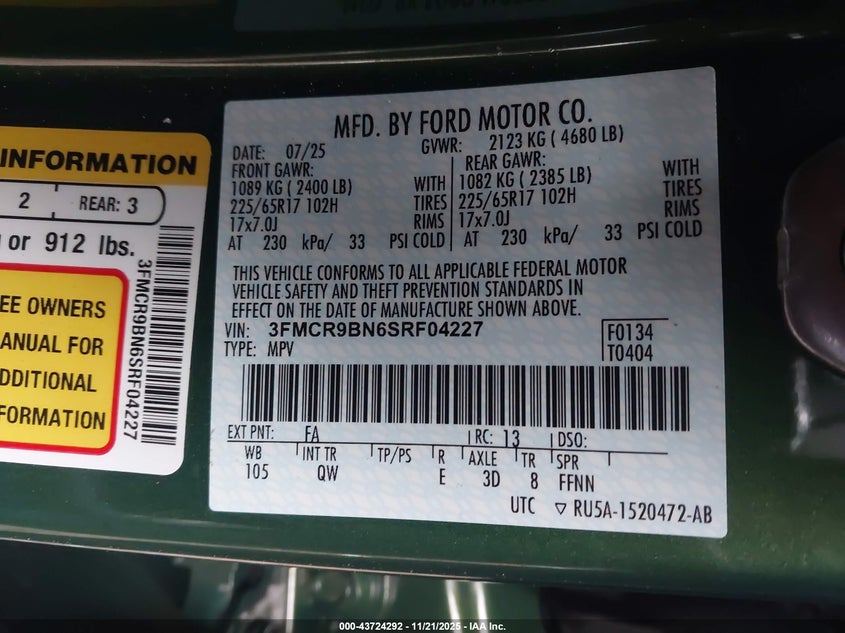 INFORMATION
2
REAR: 3
or 912 lbs.
EE OWNERS
ANUAL FOR
DDITIONAL
FORMATION
3FMCR9BN6SRF04227
MFD. BY FORD MOTOR CO.
DATE: 07/25 GVWR: 2123 KG ( 4680 LB)
FRONT GAWR: REAR GAWR:
1089 KG ( 2400 LB) WITH 1082 KG ( 2385 LB) WITH
225/65R17 102H TIRES 225/65R17 102H TIRES
17x7.0J RIMS 17x7.0J RIMS
AT 230 kPa/ 33 PSI COLD AT 230 kPa/ 33 PSI COLD
THIS VEHICLE CONFORMS TO ALL APPLICABLE FEDERAL MOTOR
VEHICLE SAFETY AND THEFT PREVENTION STANDARDS IN
EFFECT ON THE DATE OF MANUFACTURE SHOWN ABOVE.
VIN: 3FMCR9BN6SRF04227 F0134
TYPE: MPV T0404
EXT PNT: FA RC: 13 DSO:
WB INT TR TP/PS R AXLE TR SPR
105 QW E 3D 8 FFNN
UTC ▽ RU5A-1520472-AB
000-43724292 - 11/21/2025 - IAA Inc.